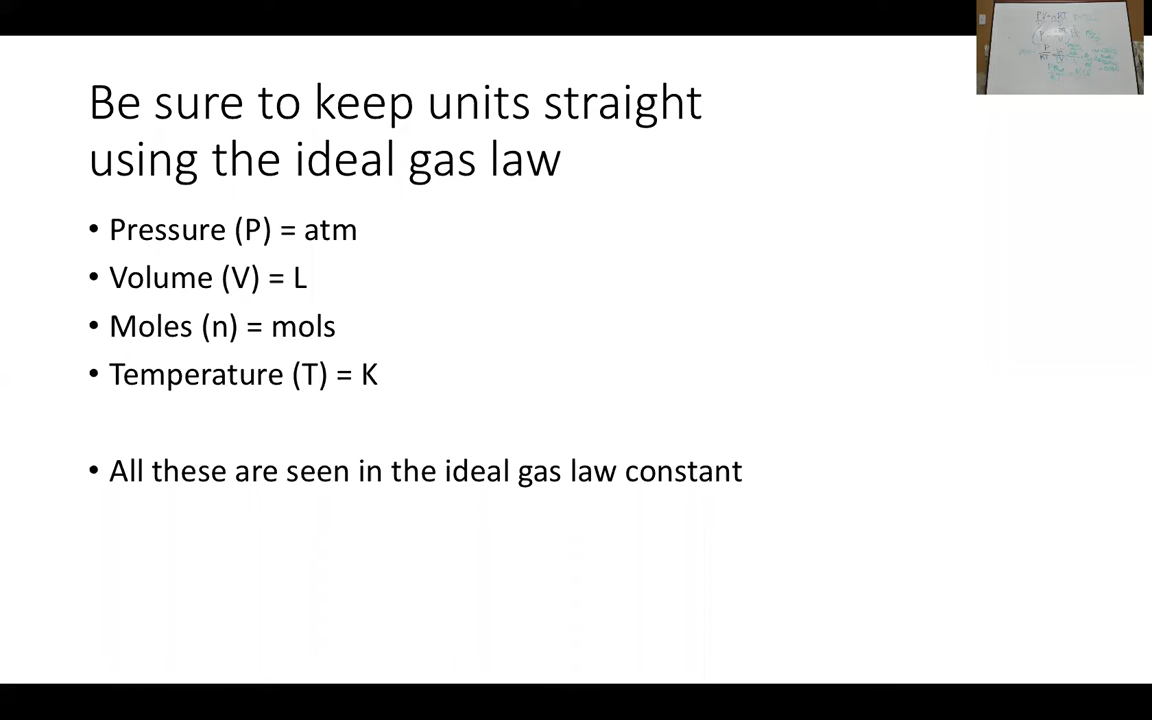 Be sure to keep units straight
using the ideal gas law
• Pressure (P) = atm
• Volume (V) = L
• Moles (n) = mols
• Temperature (T) = K
• All these are seen in the ideal gas law constant